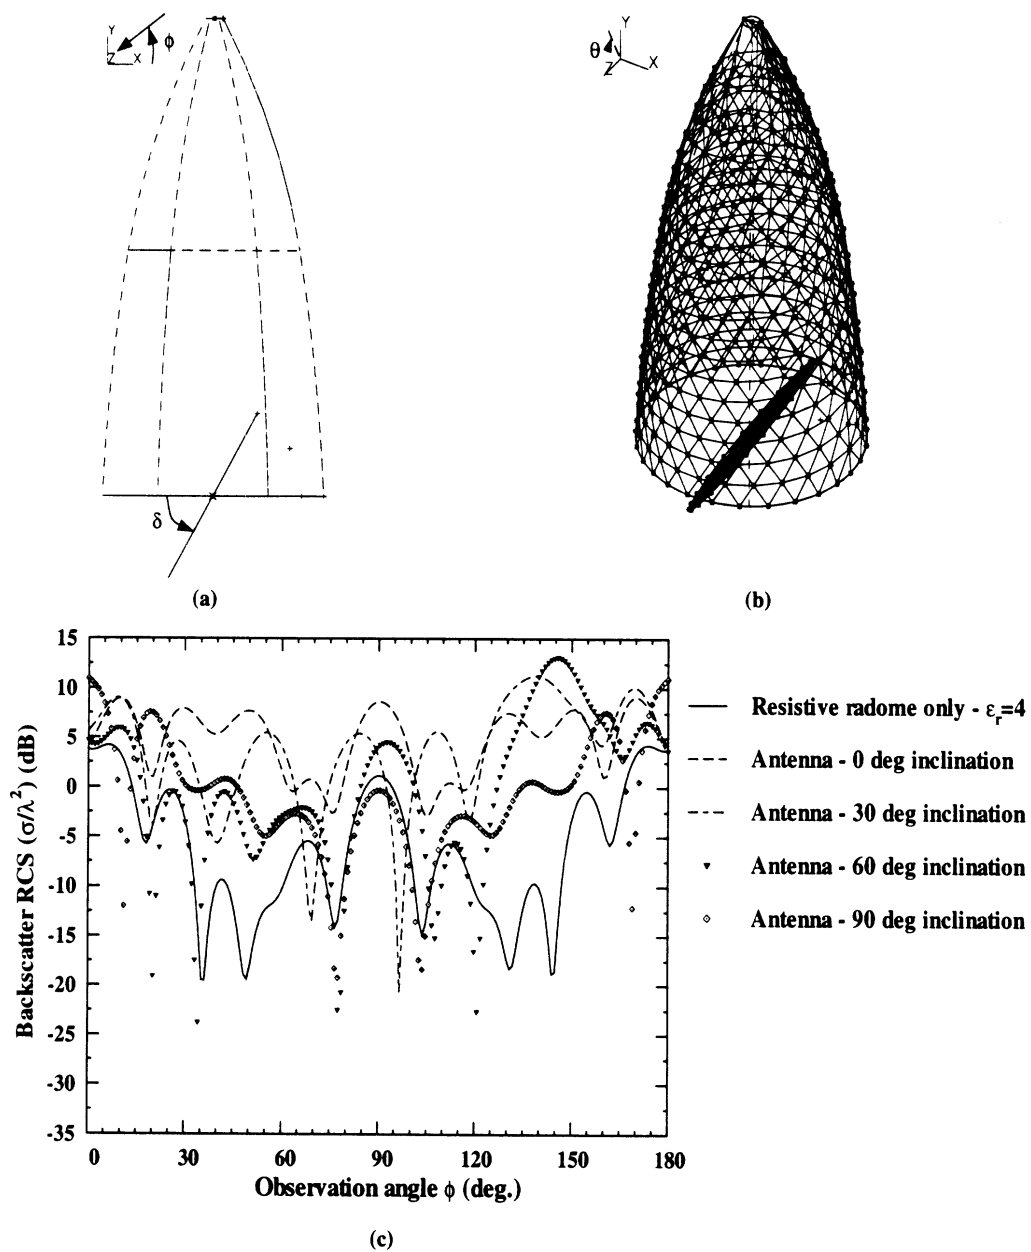 Y
Z
X
ϕ
Y
θ
Z
X
δ
(a)
(b)
15
10
5
0
-5
-10
-15
-20
-25
-30
-35
Backscatter RCS (σ/λ²) (dB)
0 30 60 90 120 150 180
Observation angle ϕ (deg.)
Resistive radome only - εr=4
Antenna - 0 deg inclination
Antenna - 30 deg inclination
Antenna - 60 deg inclination
Antenna - 90 deg inclination
(c)